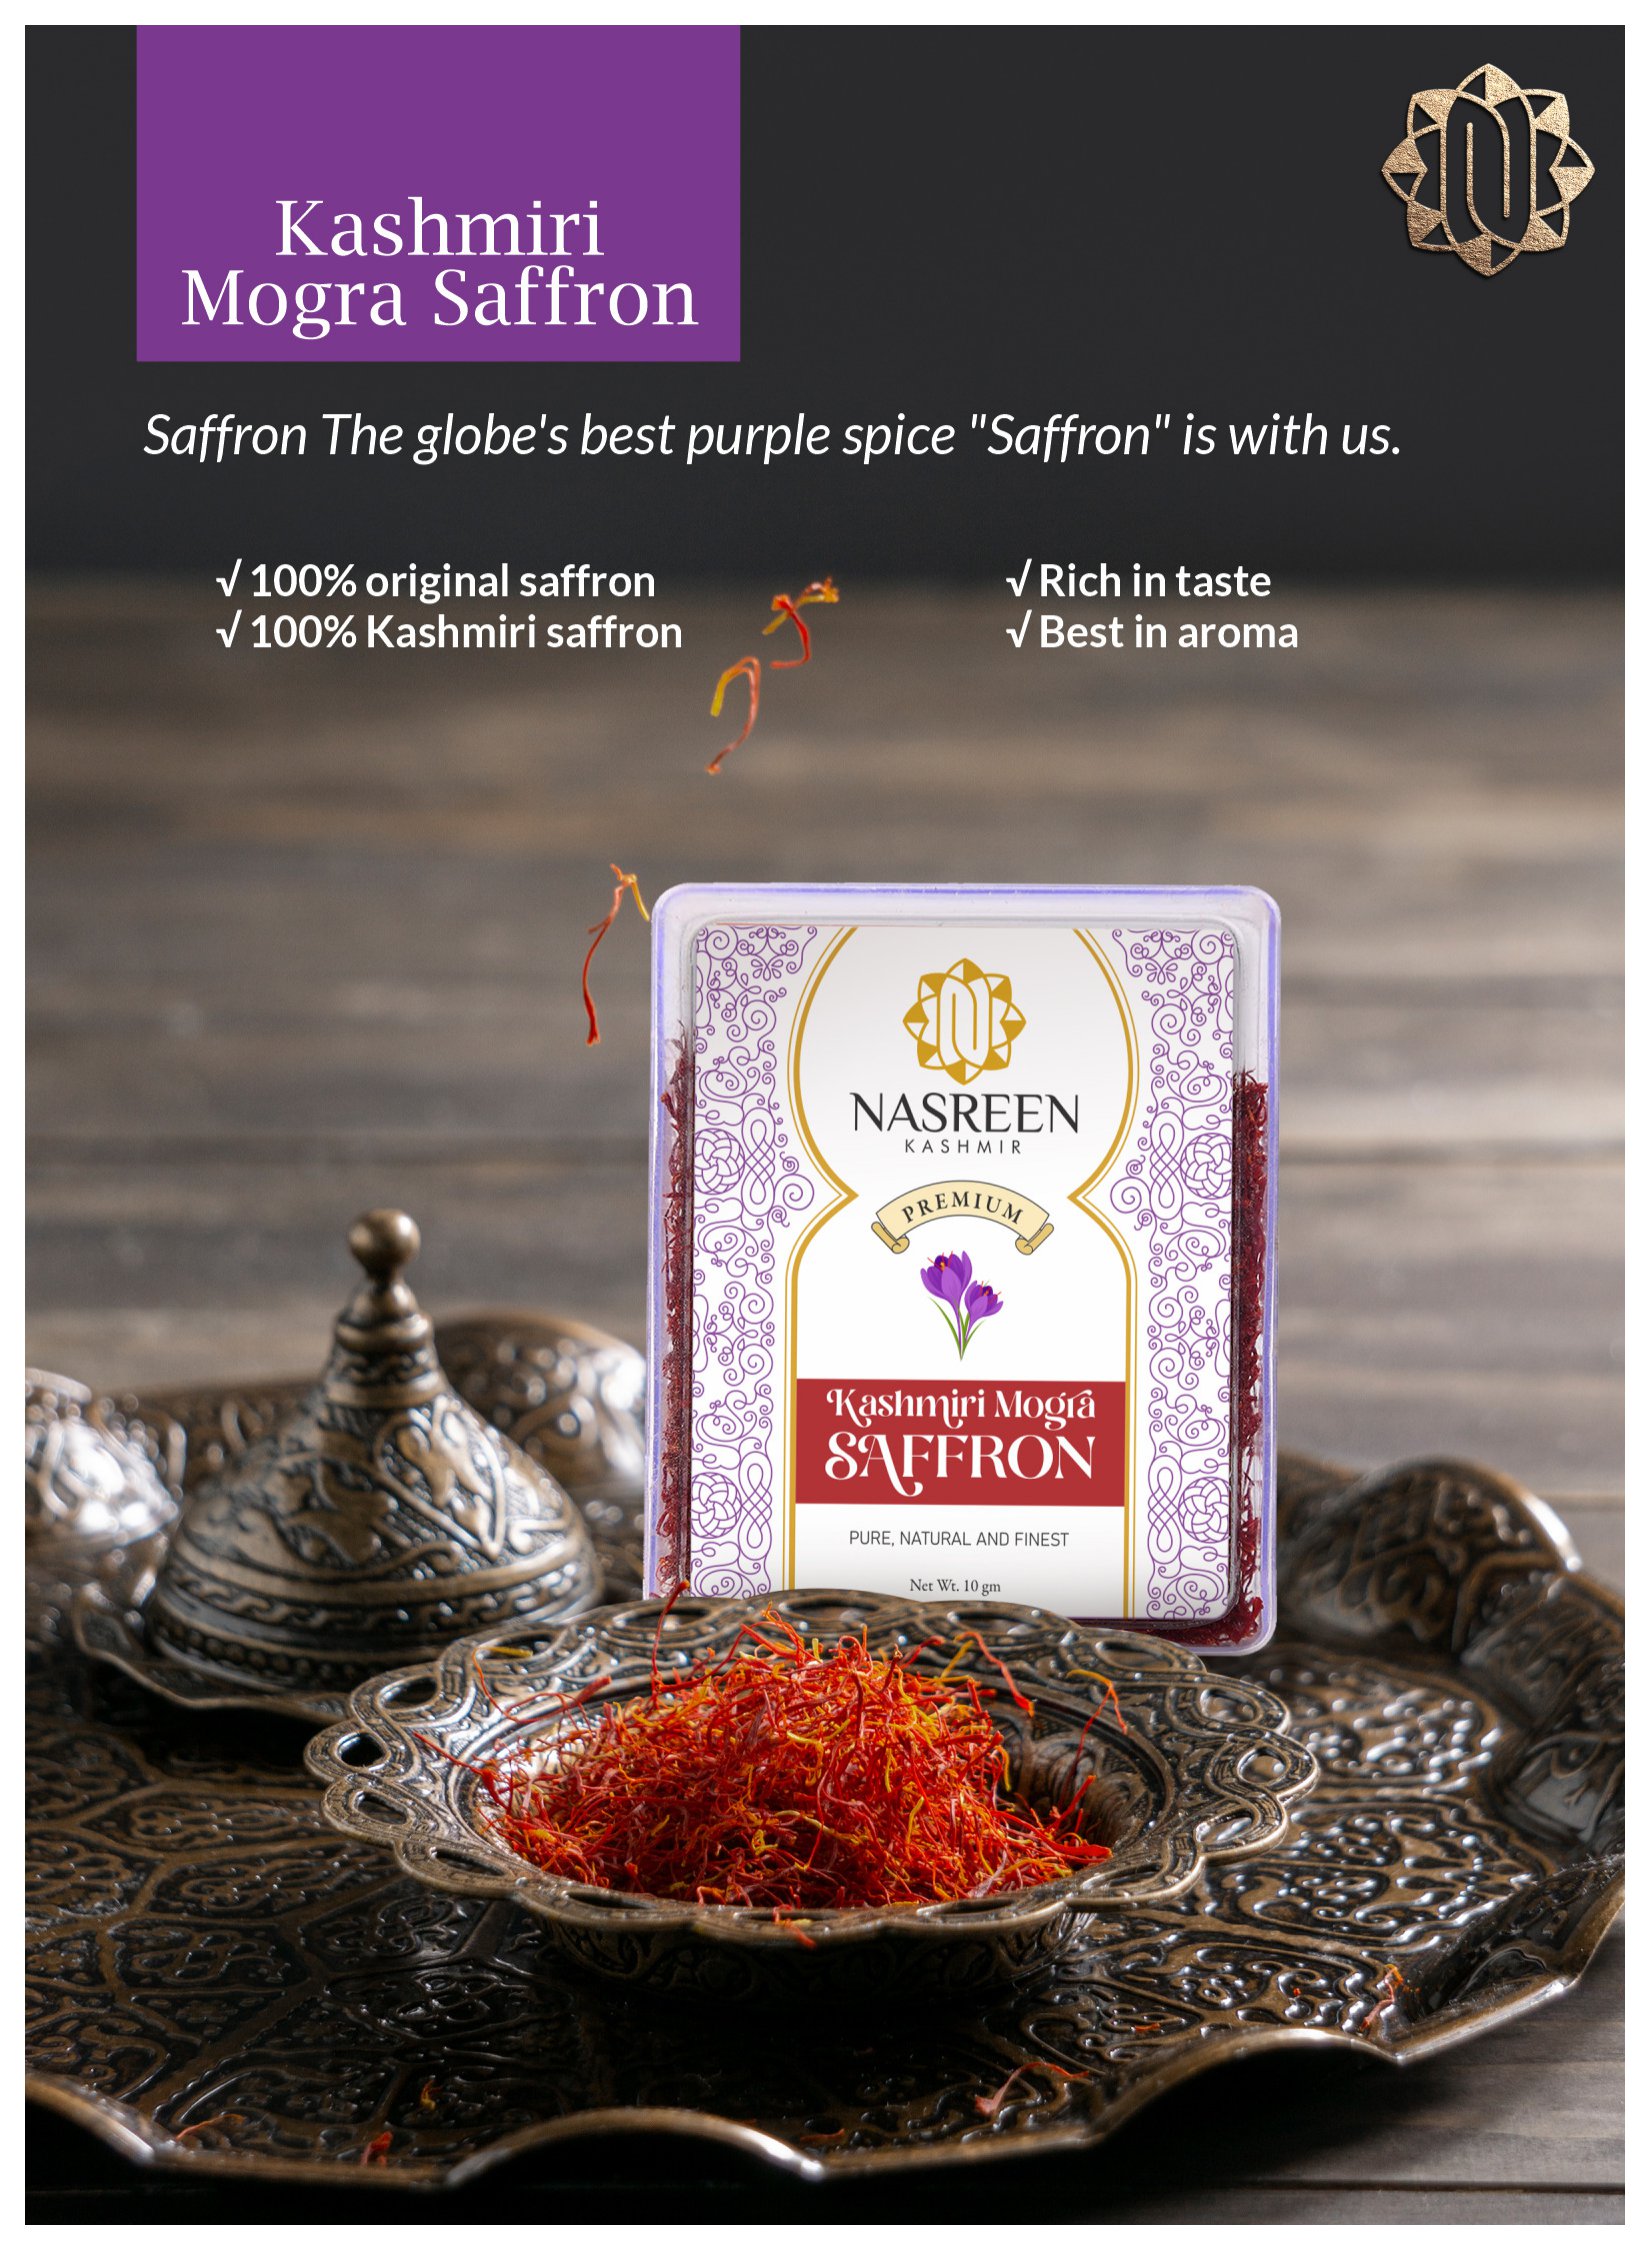 Kashmiri
Mogra Saffron
Saffron The globe's best purple spice "Saffron" is with us.
√ 100% original saffron
√ 100% Kashmiri saffron
√ Rich in taste
√ Best in aroma
NASREEN
KASHMIR
PREMIUM
Kashmiri Mogra
SAFFRON
PURE, NATURAL AND FINEST
Net Wt. 10 gm